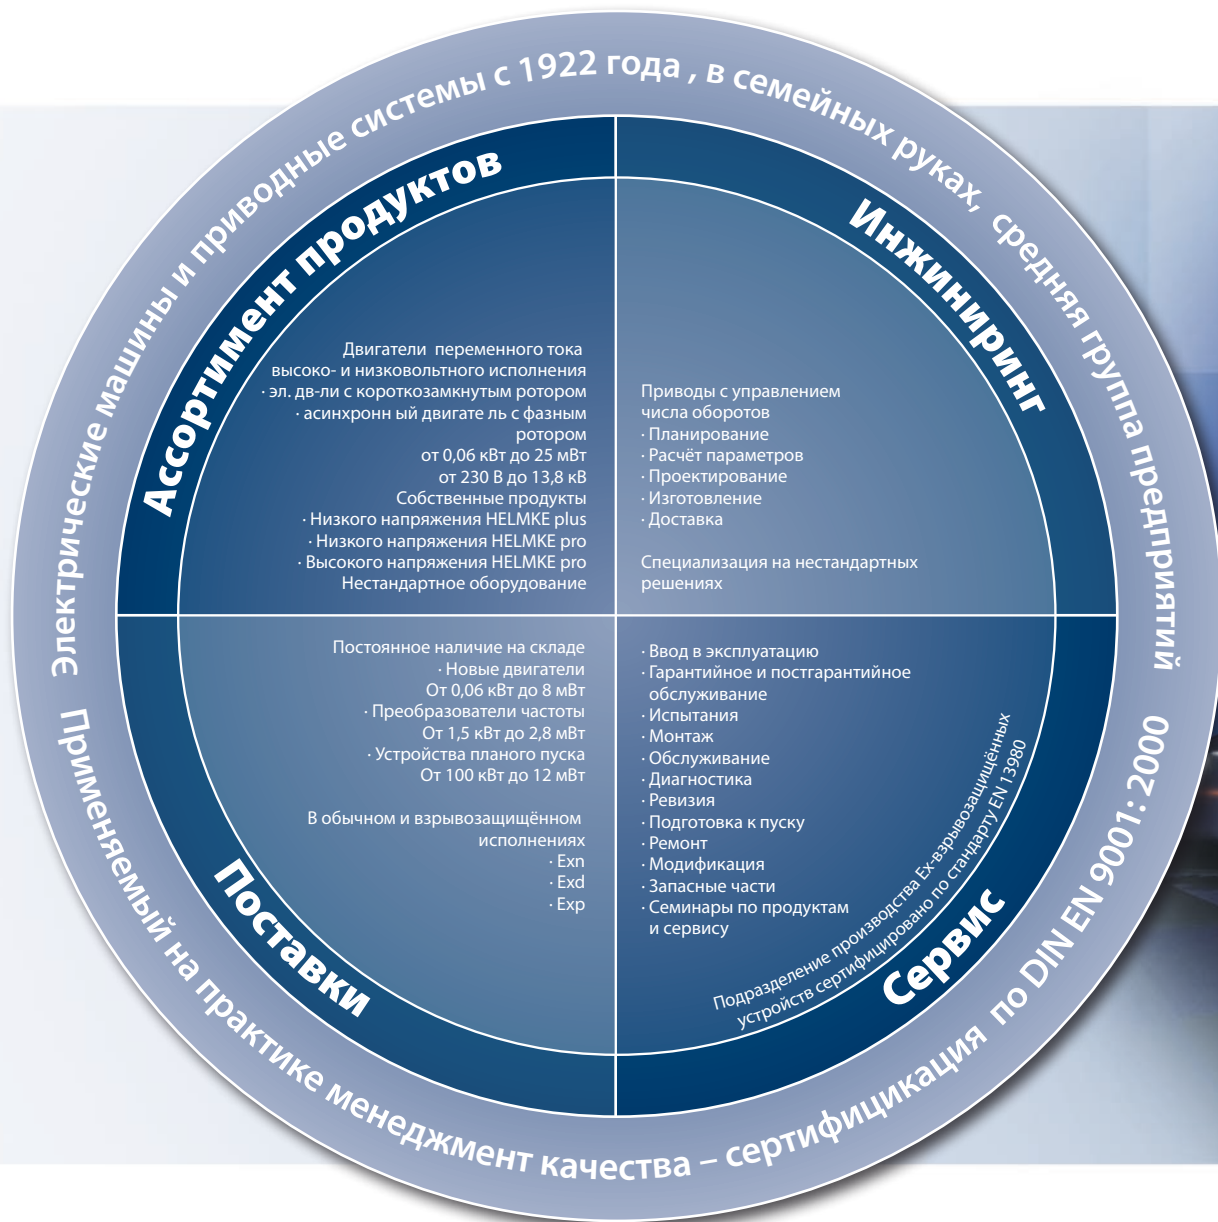 Электрические машины и приводные системы с 1922 года , в семейных руках, средняя группа предприятий
Ассортимент продуктов
Двигатели переменного тока
высоко- и низковольтного исполнения
· эл. дв-ли с короткозамкнутым ротором
· асинхронн ый двигате ль с фазным
ротором
от 0,06 кВт до 25 мВт
от 230 В до 13,8 кВ
Собственные продукты
· Низкого напряжения HELMKE plus
· Низкого напряжения HELMKE pro
· Высокого напряжения HELMKE pro
Нестандартное оборудование
Инжиниринг
Приводы с управлением
числа оборотов
· Планирование
· Расчёт параметров
· Проектирование
· Изготовление
· Доставка
Специализация на нестандартных
решениях
Поставки
Постоянное наличие на складе
· Новые двигатели
От 0,06 кВт до 8 мВт
· Преобразователи частоты
От 1,5 кВт до 2,8 мВт
· Устройства планого пуска
От 100 кВт до 12 мВт
В обычном и взрывозащищённом
исполнениях
· Exn
· Exd
· Exp
Сервис
· Ввод в эксплуатацию
· Гарантийное и постгарантийное
обслуживание
· Испытания
· Монтаж
· Обслуживание
· Диагностика
· Ревизия
· Подготовка к пуску
· Ремонт
· Модификация
· Запасные части
· Семинары по продуктам
и сервису
Подразделение производства Ех-взрывозащищённых
устройств сертифицировано по стандарту EN 13980
Применяемый на практике менеджмент качества – сертифицикация по DIN EN 9001: 2000